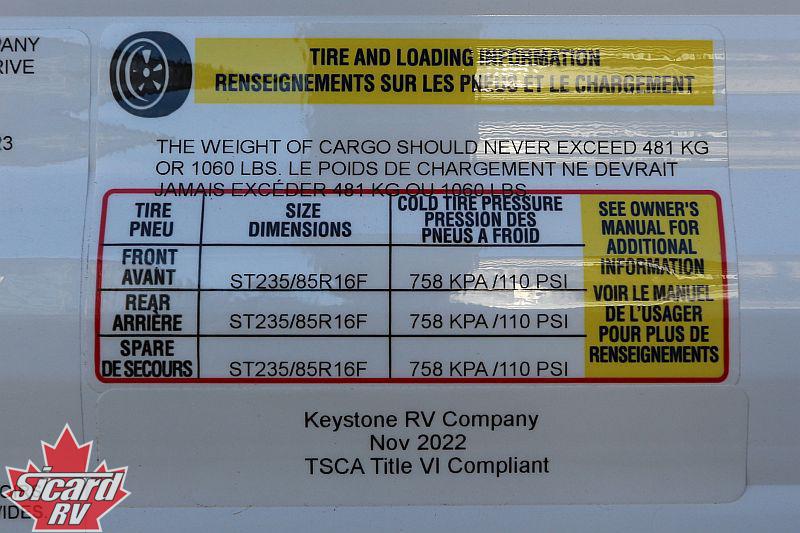 PANY
RIVE
23
VIDES.
TIRE AND LOADING INFORMATION
RENSEIGNEMENTS SUR LES PNEUS ET LE CHARGEMENT
THE WEIGHT OF CARGO SHOULD NEVER EXCEED 481 KG
OR 1060 LBS. LE POIDS DE CHARGEMENT NE DEVRAIT
JAMAIS EXCÉDER 481 KG OU 1060 LBS.
TIRE
PNEU
SIZE
DIMENSIONS
COLD TIRE PRESSURE
PRESSION DES
PNEUS A FROID
FRONT
AVANT
ST235/85R16F
758 KPA /110 PSI
REAR
ARRIÈRE
ST235/85R16F
758 KPA /110 PSI
SPARE
DE SECOURS
ST235/85R16F
758 KPA /110 PSI
SEE OWNER'S
MANUAL FOR
ADDITIONAL
INFORMATION
VOIR LE MANUEL
DE L'USAGER
POUR PLUS DE
RENSEIGNEMENTS
Keystone RV Company
Nov 2022
TSCA Title VI Compliant
Sicard
RV